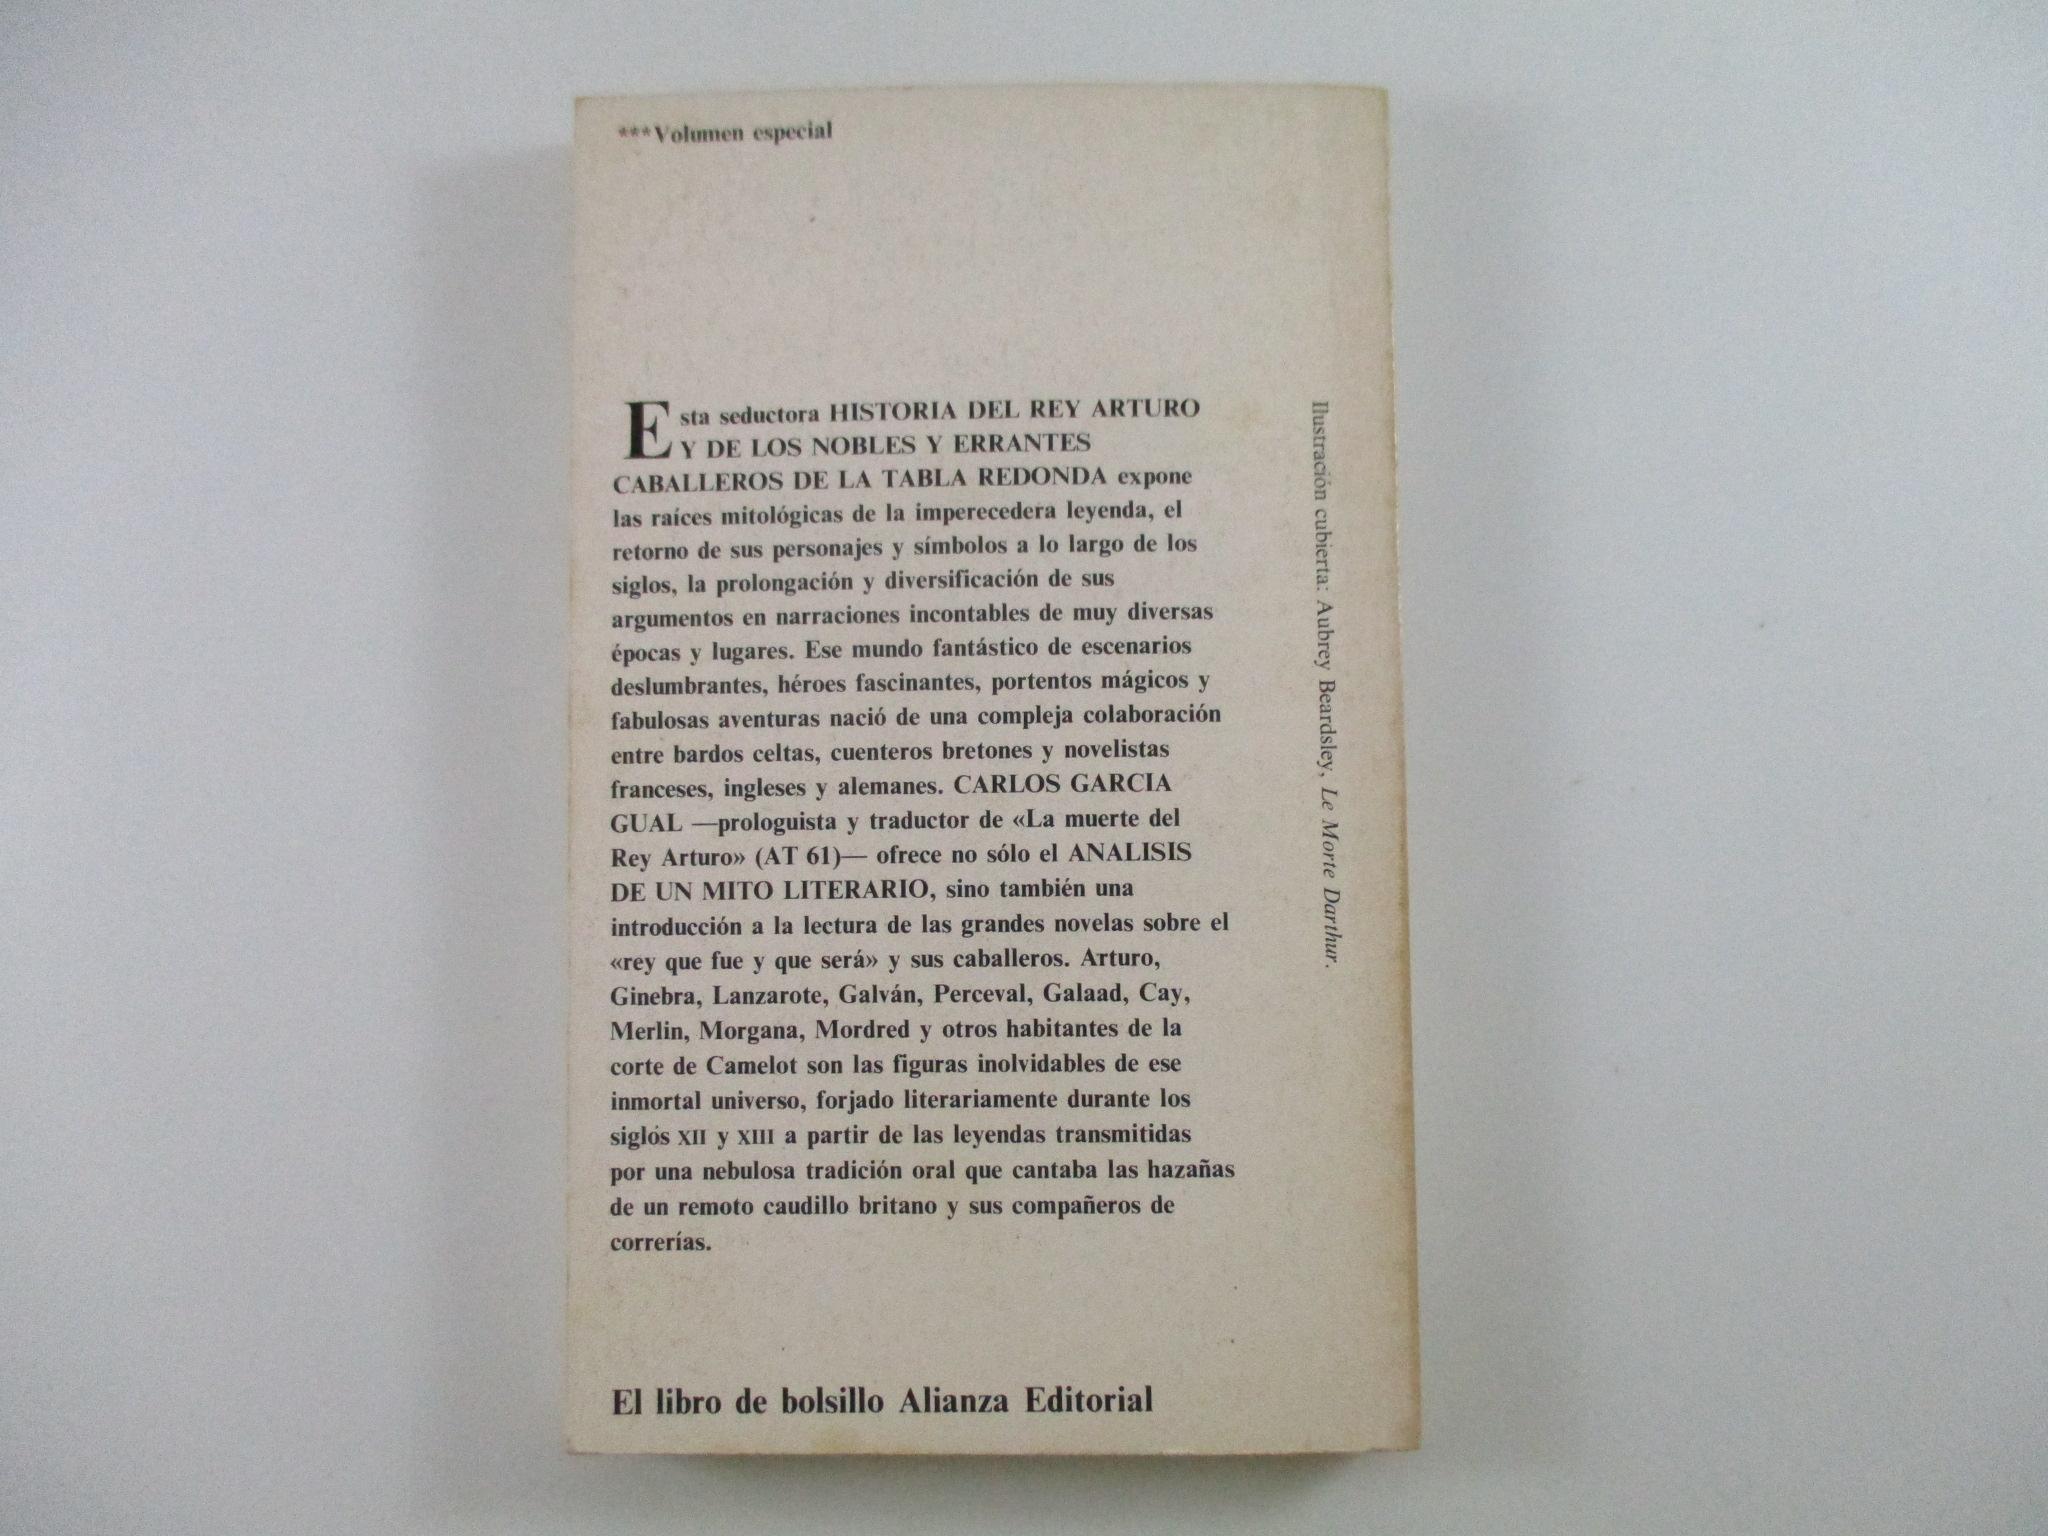 ***Volumen especial
Esta seductora HISTORIA DEL REY ARTURO
Y DE LOS NOBLES Y ERRANTES
CABALLEROS DE LA TABLA REDONDA expone
las raíces mitológicas de la imperecedera leyenda, el
retorno de sus personajes y símbolos a lo largo de los
siglos, la prolongación y diversificación de sus
argumentos en narraciones incontables de muy diversas
épocas y lugares. Ese mundo fantástico de escenarios
deslumbrantes, héroes fascinantes, portentos mágicos y
fabulosas aventuras nació de una compleja colaboración
entre bardos celtas, cuenteros bretones y novelistas
franceses, ingleses y alemanes. CARLOS GARCIA
GUAL —prologuista y traductor de «La muerte del
Rey Arturo» (AT 61)— ofrece no sólo el ANALISIS
DE UN MITO LITERARIO, sino también una
introducción a la lectura de las grandes novelas sobre el
«rey que fue y que será» y sus caballeros. Arturo,
Ginebra, Lanzarote, Galván, Perceval, Galaad, Cay,
Merlin, Morgana, Mordred y otros habitantes de la
corte de Camelot son las figuras inolvidables de ese
inmortal universo, forjado literariamente durante los
siglos XII y XIII a partir de las leyendas transmitidas
por una nebulosa tradición oral que cantaba las hazañas
de un remoto caudillo britano y sus compañeros de
correrías.
El libro de bolsillo Alianza Editorial
Ilustración cubierta: Aubrey Beardsley, Le Morte Darthur.